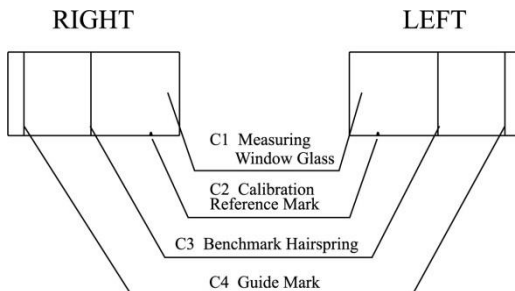 RIGHT
LEFT
C1 Measuring
Window Glass
C2 Calibration
Reference Mark
C3 Benchmark Hairspring
C4 Guide Mark